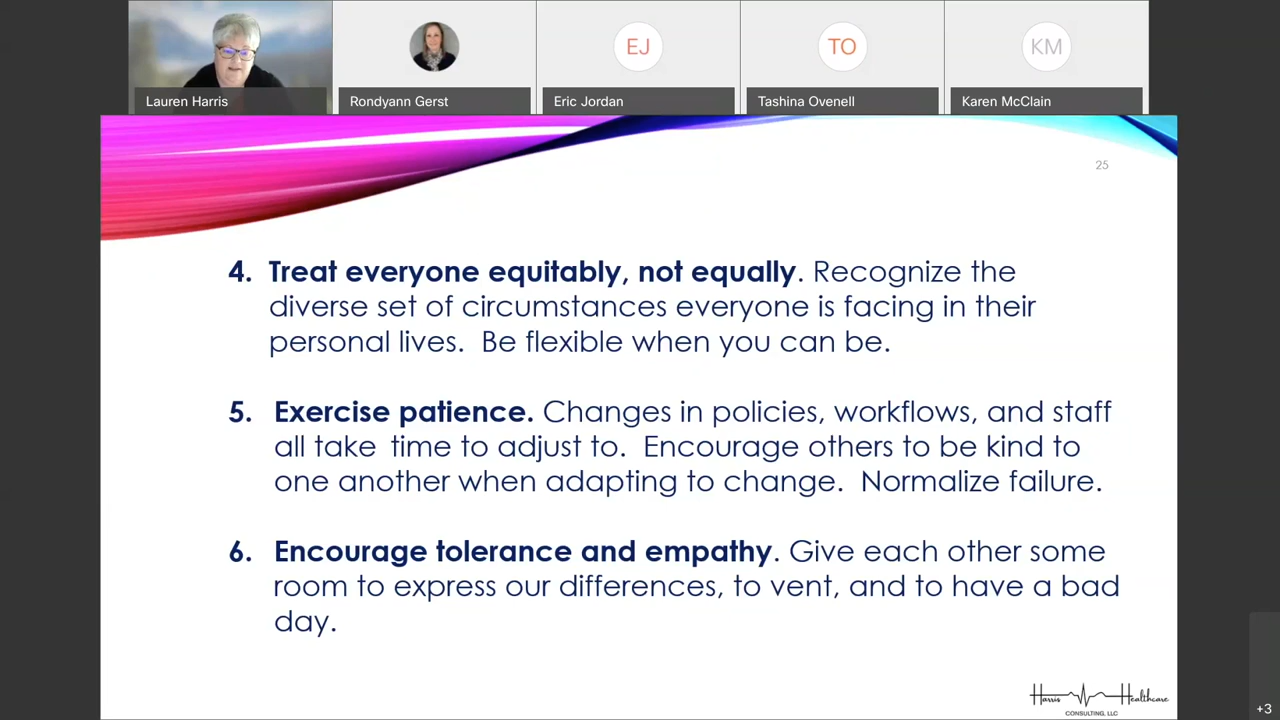 EJ
TO
KM
Lauren Harris
Rondyann Gerst
Eric Jordan
Tashina Ovenell
Karen McClain
25
4. Treat everyone equitably, not equally. Recognize the
diverse set of circumstances everyone is facing in their
personal lives. Be flexible when you can be.
5. Exercise patience. Changes in policies, workflows, and staff
all take time to adjust to. Encourage others to be kind to
one another when adapting to change. Normalize failure.
6. Encourage tolerance and empathy. Give each other some
room to express our differences, to vent, and to have a bad
day.
Harris Healthcare
CONSULTING, LLC
+3